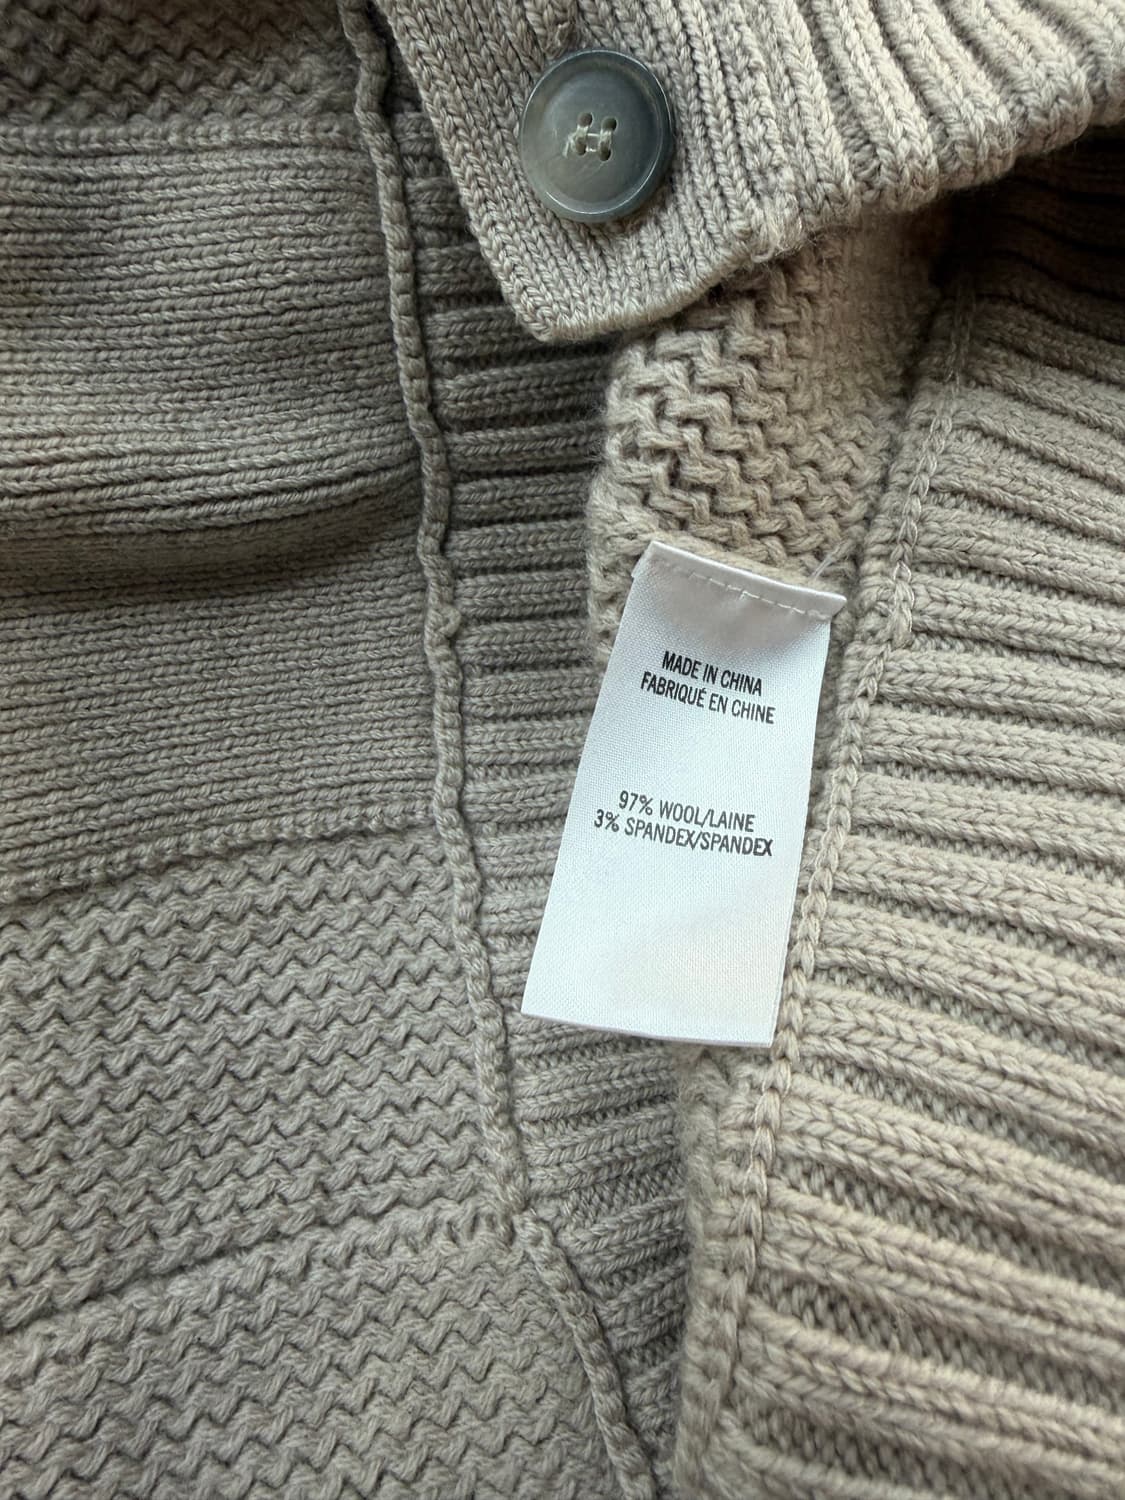 MADE IN CHINA
FABRIQUÉ EN CHINE
97% WOOL/LAINE
3% SPANDEX/SPANDEX